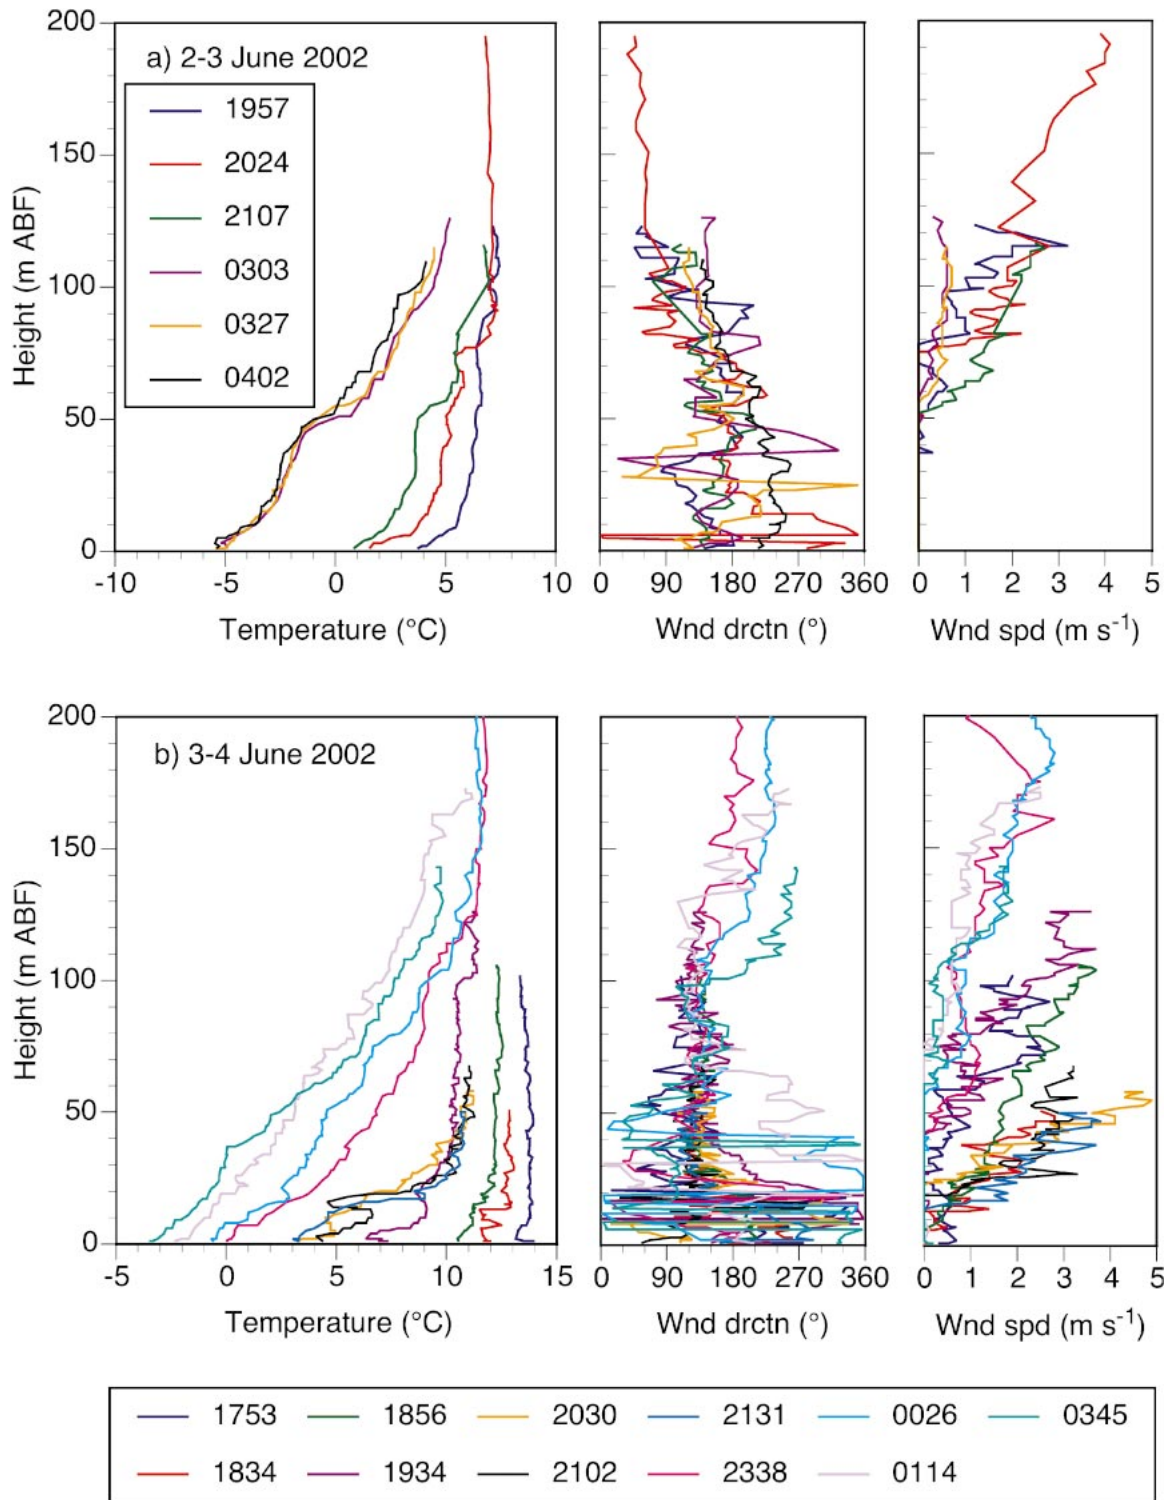 a) 2-3 June 2002
1957
2024
2107
0303
0327
0402
Height (m ABF)
200
150
100
50
0
-10 -5 0 5 10
Temperature (°C)
0 90 180 270 360
Wnd drctn (°)
0 1 2 3 4 5
Wnd spd (m s-1)
b) 3-4 June 2002
Height (m ABF)
200
150
100
50
0
-5 0 5 10 15
Temperature (°C)
0 90 180 270 360
Wnd drctn (°)
0 1 2 3 4 5
Wnd spd (m s-1)
1753 1856 2030 2131 0026 0345
1834 1934 2102 2338 0114